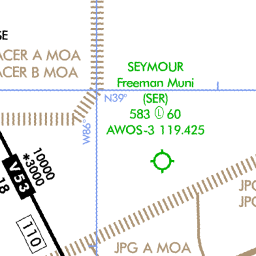 SE
ACER A MOA
ACER B MOA
SEYMOUR
Freeman Muni
(SER)
583 Ⓛ 60
AWOS-3 119.425
N39°
W86°
10000
*3000
V 53
18
110
JPG
JPG
JPG A MOA